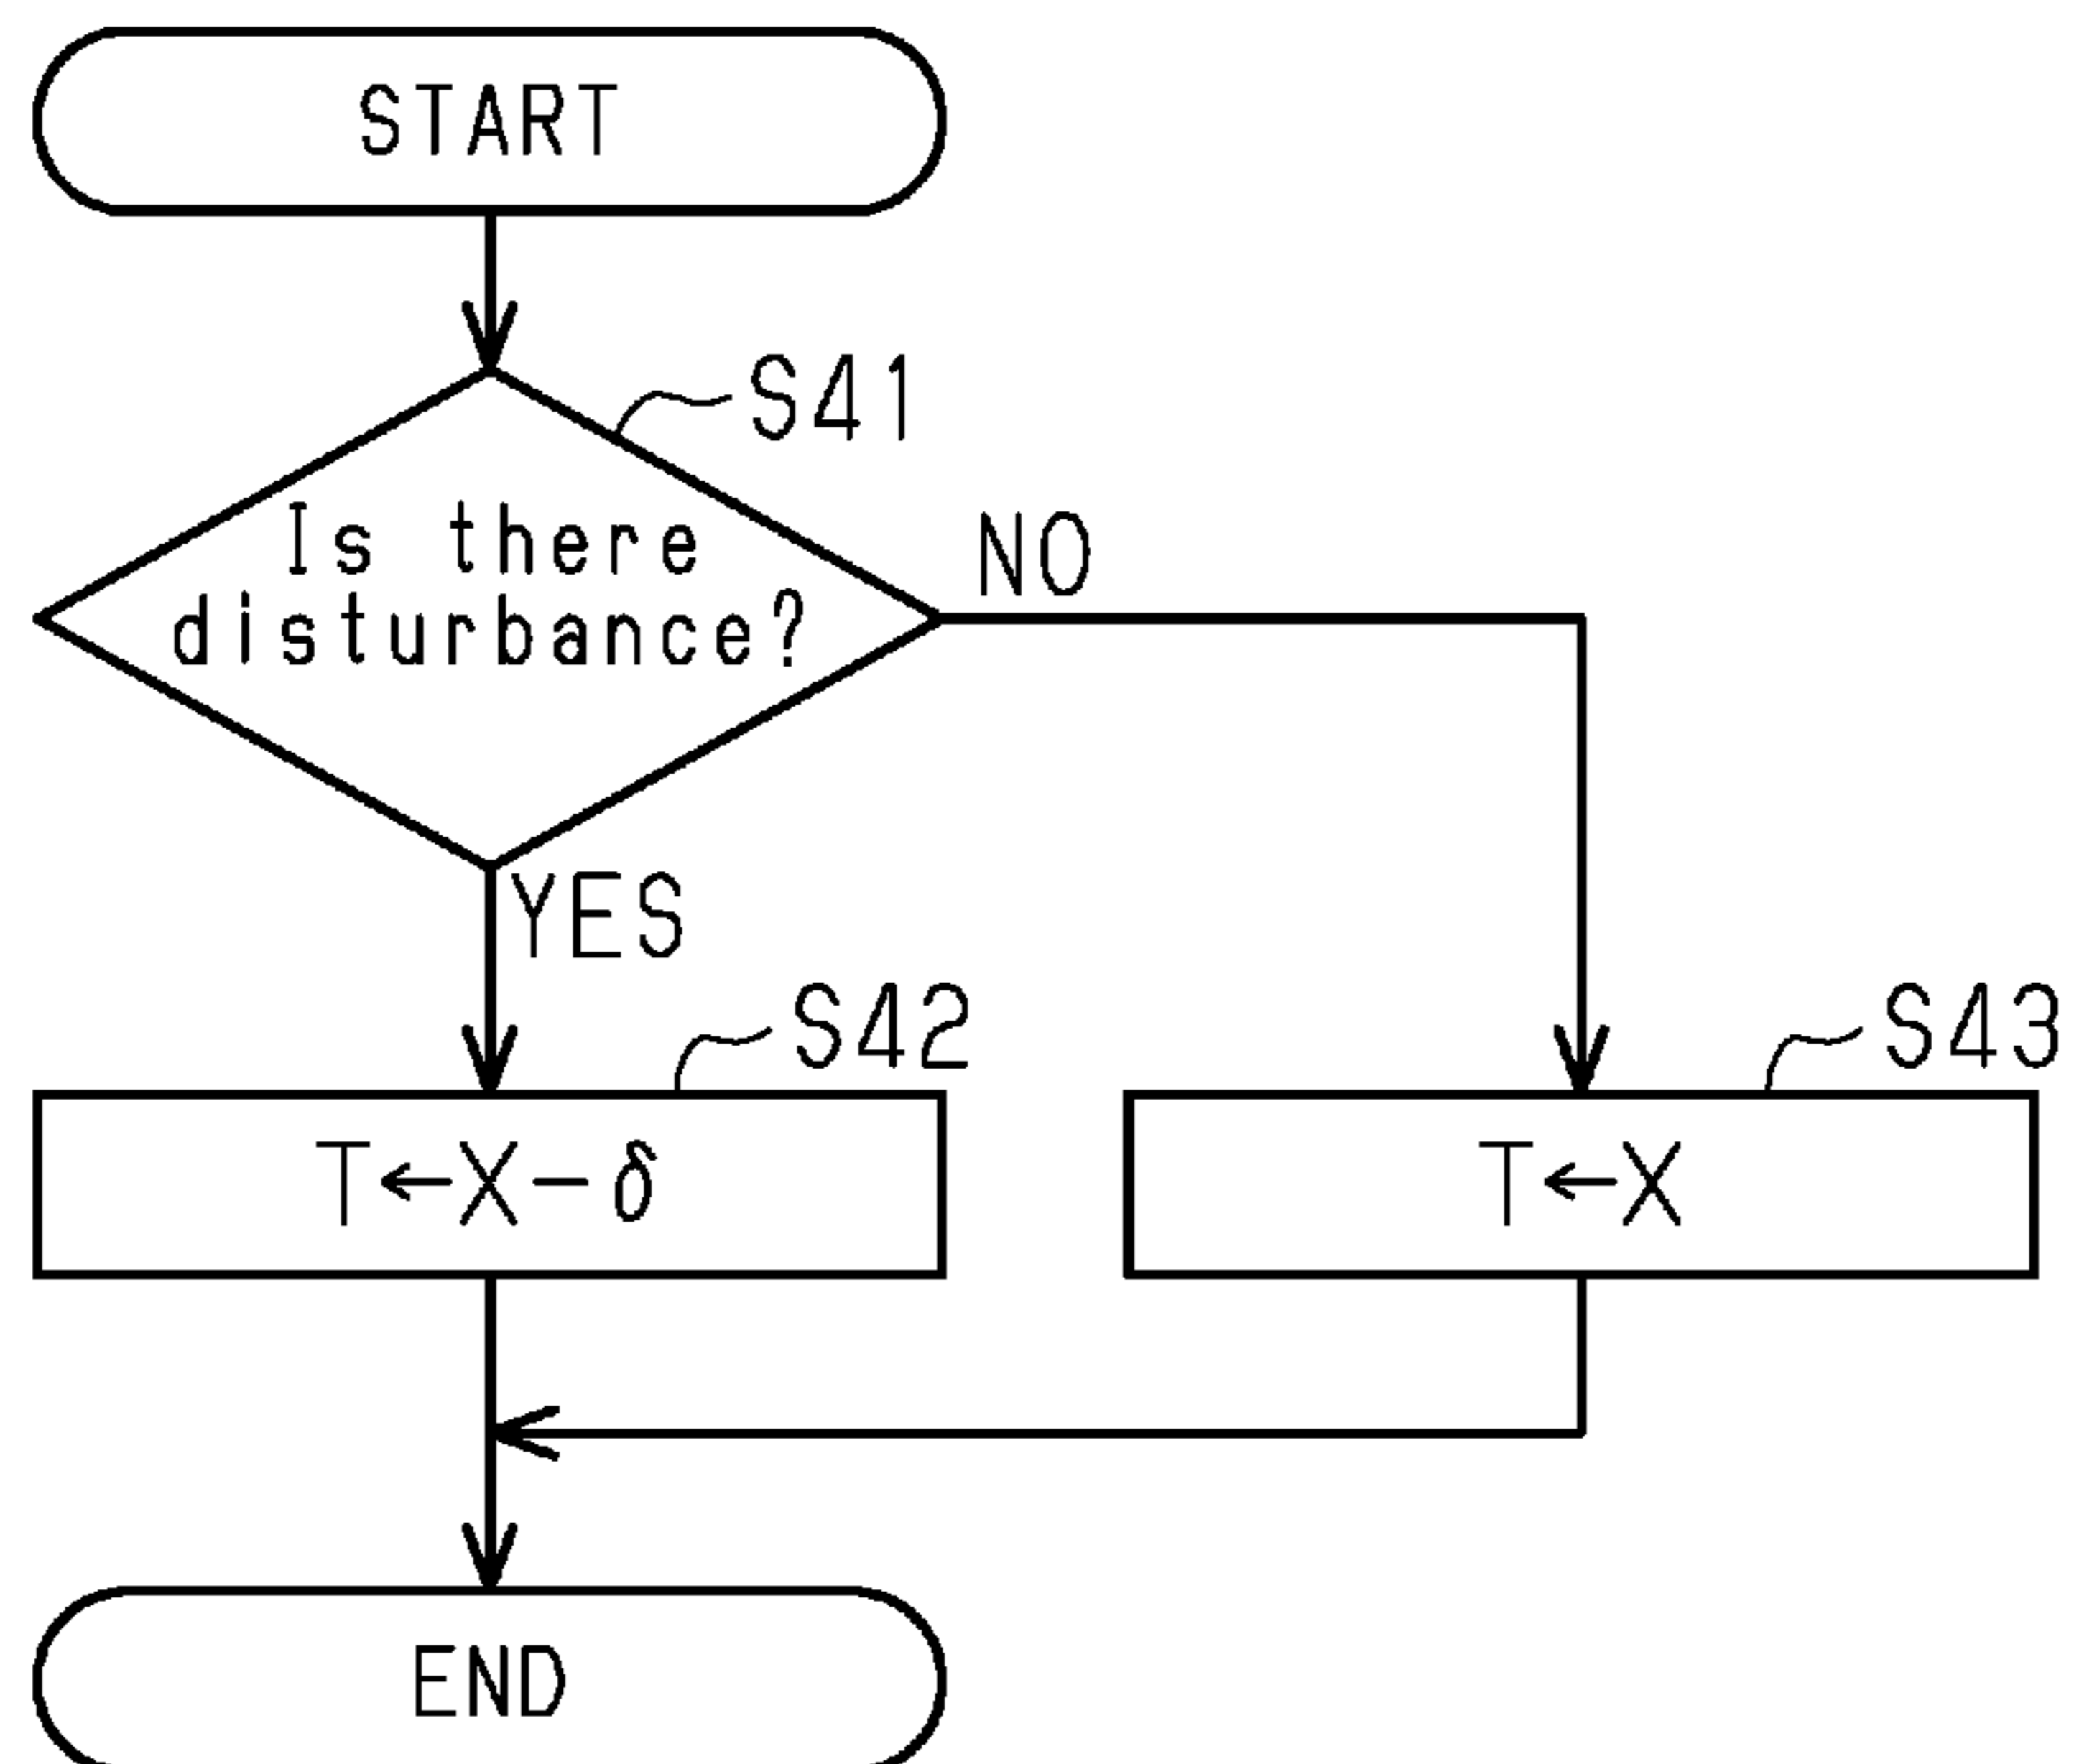 START
S41
Is there
disturbance?
NO
YES
S42
S43
T←X−δ
T←X
END